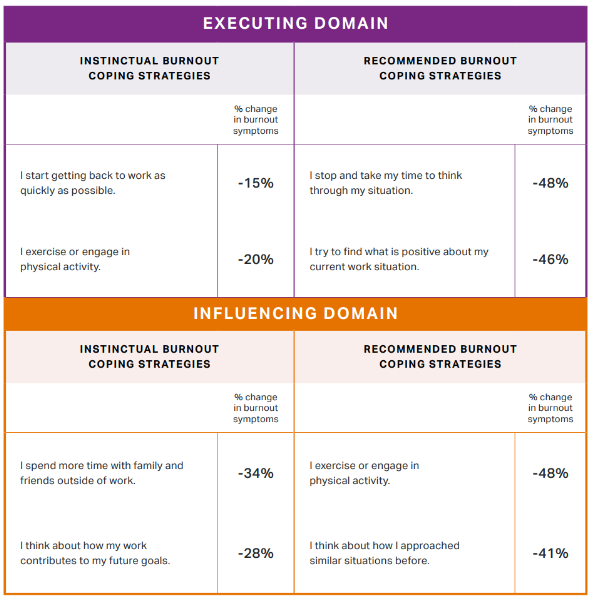 EXECUTING DOMAIN
INSTINCTUAL BURNOUT
COPING STRATEGIES
RECOMMENDED BURNOUT
COPING STRATEGIES
% change
in burnout
symptoms
% change
in burnout
symptoms
I start getting back to work as
quickly as possible.
-15%
I stop and take my time to think
through my situation.
-48%
I exercise or engage in
physical activity.
-20%
I try to find what is positive about my
current work situation.
-46%
INFLUENCING DOMAIN
INSTINCTUAL BURNOUT
COPING STRATEGIES
RECOMMENDED BURNOUT
COPING STRATEGIES
% change
in burnout
symptoms
% change
in burnout
symptoms
I spend more time with family and
friends outside of work.
-34%
I exercise or engage in
physical activity.
-48%
I think about how my work
contributes to my future goals.
-28%
I think about how I approached
similar situations before.
-41%